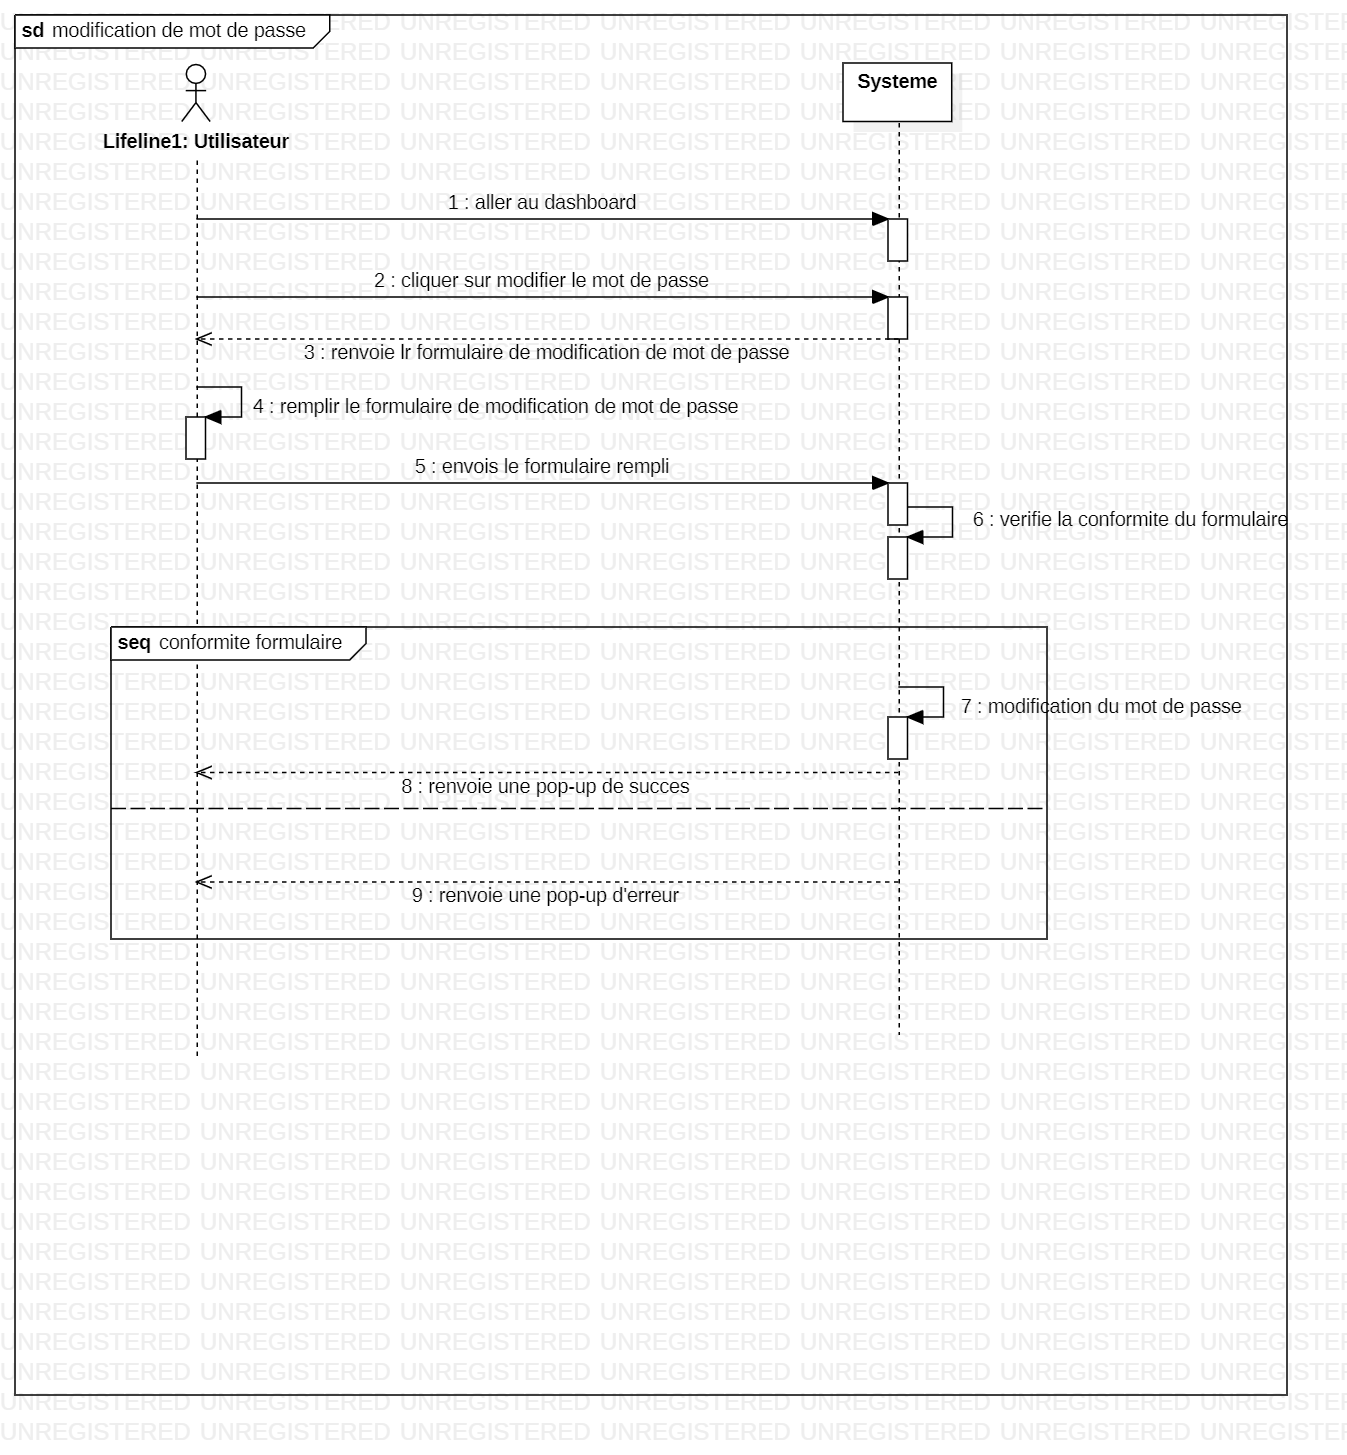 sd modification de mot de passe
Systeme
Lifeline1: Utilisateur
1 : aller au dashboard
2 : cliquer sur modifier le mot de passe
3 : renvoie lr formulaire de modification de mot de passe
4 : remplir le formulaire de modification de mot de passe
5 : envois le formulaire rempli
6 : verifie la conformite du formulaire
seq conformite formulaire
7 : modification du mot de passe
8 : renvoie une pop-up de succes
9 : renvoie une pop-up d'erreur
UNREGISTERED